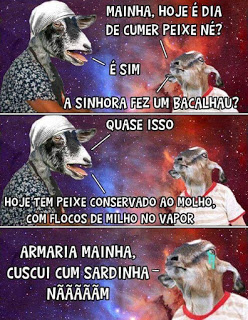 MAINHA, HOJE É DIA
DE CUMER PEIXE NÉ?
É SIM
A SINHORA FEZ UM BACALHAU?
QUASE ISSO
HOJE TEM PEIXE CONSERVADO AO MOLHO,
COM FLOCOS DE MILHO NO VAPOR
ARMARIA MAINHA,
CUSCUI CUM SARDINHA
NÃÃÃÃÃM